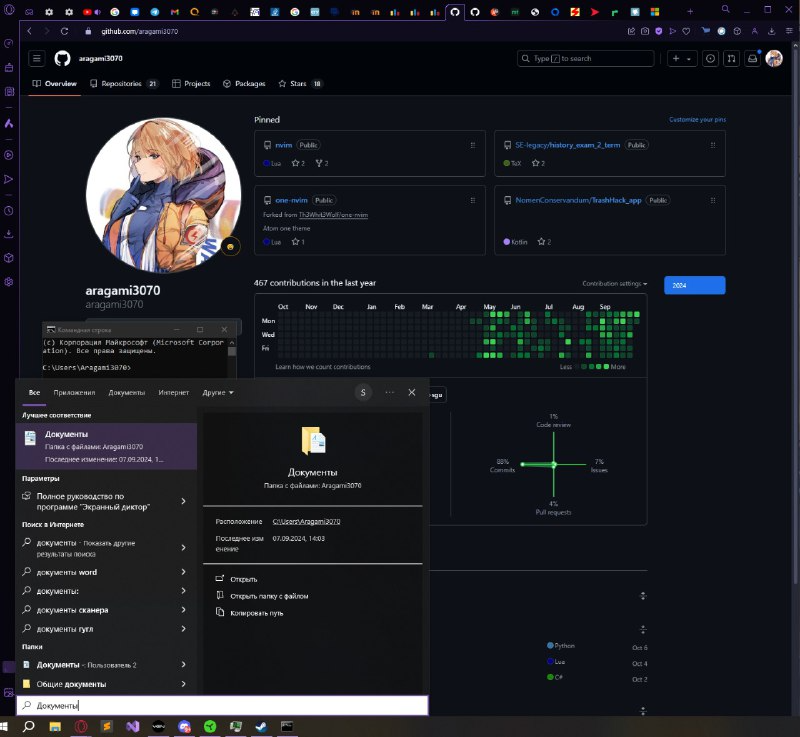 github.com/aragami3070
aragami3070
Type / to search
Overview
Repositories 21
Projects
Packages
Stars 18
Pinned
Customize your pins
nvim Public
Lua 2 2
SE-legacy/history_exam_2_term Public
TeX 2
one-nvim Public
Forked from Th3Whit3Wolf/one-nvim
Atom one theme
Lua 1
NomenConservandum/TrashHack_app Public
Kotlin 2
aragami3070
aragami3070
467 contributions in the last year
Contribution settings
2024
Oct Nov Dec Jan Feb Mar Apr May Jun Jul Aug Sep
Mon
Wed
Fri
Learn how we count contributions
Less More
Командная строка
(c) Корпорация Майкрософт (Microsoft Corpor
ation). Все права защищены.
C:\Users\Aragami3070>
1%
Code review
88%
Commits
7%
Issues
4%
Pull requests
Python
Oct 6
Lua
Oct 4
C#
Oct 2
Все Приложения Документы Интернет Другие
S
Лучшее соответствие
Документы
Папка с файлами: Aragami3070
Последнее изменение: 07.09.2024, 1...
Параметры
Полное руководство по
программе "Экранный диктор"
Поиск в Интернете
документы - Показать другие
результаты поиска
документы word
документы:
документы сканера
документы гугл
Папки
Документы - : Пользователь 2
Общие документы
Документы
Папка с файлами: Aragami3070
Расположение C:\Users\Aragami3070
Последнее изм
енение 07.09.2024, 14:03
Открыть
Открыть папку с файлом
Копировать путь
Документы